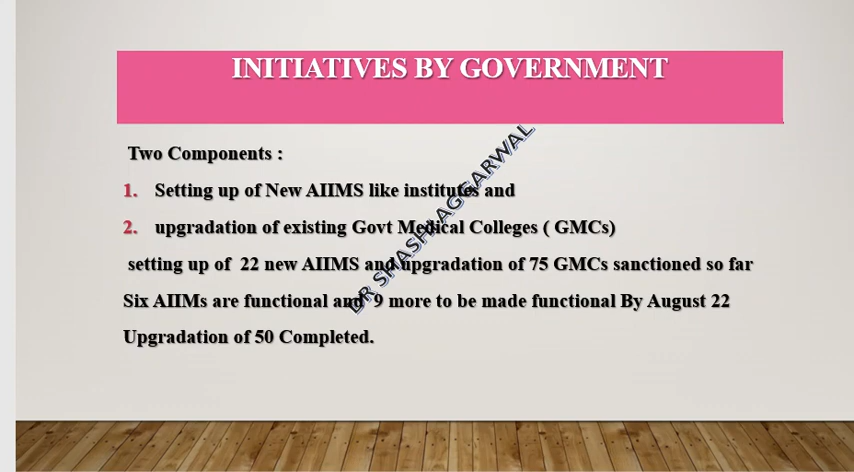 INITIATIVES BY GOVERNMENT
Two Components :
1. Setting up of New AIIMS like institutes and
2. upgradation of existing Govt Medical Colleges ( GMCs)
setting up of 22 new AIIMS and upgradation of 75 GMCs sanctioned so far
Six AIIMs are functional and 9 more to be made functional By August 22
Upgradation of 50 Completed.
DR SHASHI AGGARWAL